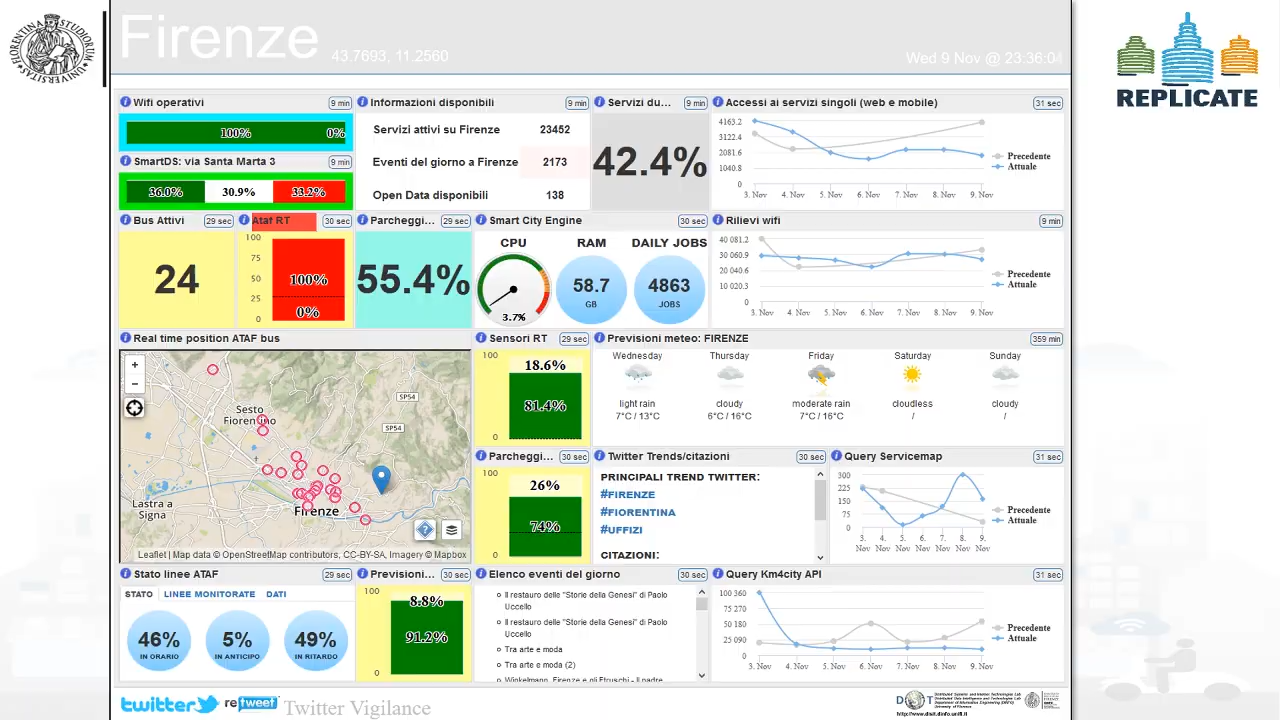 Firenze
43.7693, 11.2560
Wed 9 Nov @ 23:36:04
REPLICATE
Wifi operativi
9 min
100%
0%
SmartDS: via Santa Marta 3
9 min
36.0%
30.9%
33.2%
Informazioni disponibili
9 min
Servizi attivi su Firenze
23452
Eventi del giorno a Firenze
2173
Open Data disponibili
138
Servizi du...
9 min
42.4%
Accessi ai servizi singoli (web e mobile)
31 sec
4163.2
3122.4
2081.6
1040.8
0
3. Nov 4. Nov 5. Nov 6. Nov 7. Nov 8. Nov 9. Nov
Precedente
Attuale
Bus Attivi
29 sec
24
Ataf RT
30 sec
100
75
50
25
0
100%
0%
Parcheggi...
29 sec
55.4%
Smart City Engine
30 sec
CPU
RAM
DAILY JOBS
3.7%
58.7
GB
4863
JOBS
Rilievi wifi
9 min
40 081.2
30 060.9
20 040.6
10 020.3
0
3. Nov 4. Nov 5. Nov 6. Nov 7. Nov 8. Nov 9. Nov
Precedente
Attuale
Real time position ATAF bus
+
−
Sesto
Fiorentino
SP54
SP54
Lastra a
Signa
Firenze
Leaflet | Map data © OpenStreetMap contributors, CC-BY-SA, Imagery © Mapbox
Sensori RT
29 sec
100
0
18.6%
81.4%
Previsioni meteo: FIRENZE
359 min
Wednesday
light rain
7°C / 13°C
Thursday
cloudy
6°C / 16°C
Friday
moderate rain
7°C / 16°C
Saturday
cloudless
/
Sunday
cloudy
/
Parcheggi...
30 sec
100
0
26%
74%
Twitter Trends/citazioni
30 sec
PRINCIPALI TREND TWITTER:
#FIRENZE
#FIORENTINA
#UFFIZI
CITAZIONI:
Query Servicemap
31 sec
300
225
150
75
0
3. Nov 4. Nov 5. Nov 6. Nov 7. Nov 8. Nov 9. Nov
Precedente
Attuale
Stato linee ATAF
29 sec
STATO
LINEE MONITORATE
DATI
46%
IN ORARIO
5%
IN ANTICIPO
49%
IN RITARDO
Previsioni...
30 sec
100
0
8.8%
91.2%
Elenco eventi del giorno
30 sec
Il restauro delle "Storie della Genesi" di Paolo
Uccello
Il restauro delle "Storie della Genesi" di Paolo
Uccello
Tra arte e moda
Tra arte e moda (2)
Winkelmann, Firenze e gli Etruschi - Il padre
Query Km4city API
31 sec
100 360
75 270
50 180
25 090
0
3. Nov 4. Nov 5. Nov 6. Nov 7. Nov 8. Nov 9. Nov
Precedente
Attuale
twitter
retweet
Twitter Vigilance
http://www.disit.dinfo.unifi.it